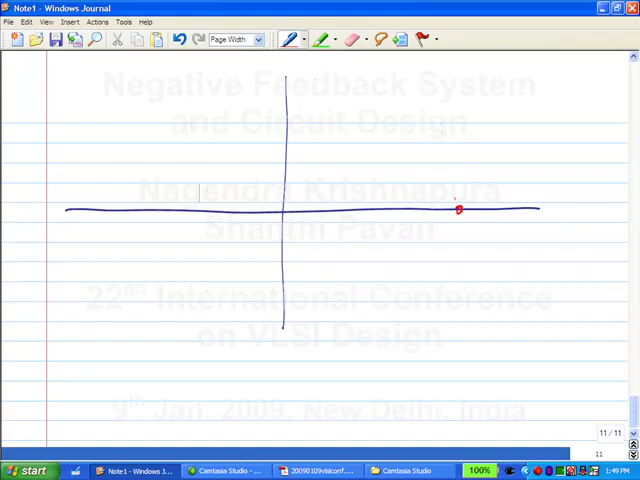 Note1 - Windows Journal
File Edit View Insert Actions Tools Help
Page Width
Negative Feedback System
and Circuit Design
Nagendra Krishnapura
Shanthi Pavan
22nd International Conference
on VLSI Design
9th Jan. 2009, New Delhi, India
11 / 11
11
start
Note1 - Windows J...
Camtasia Studio - ...
20090109vlsiconf....
Camtasia Studio
100%
1:49 PM